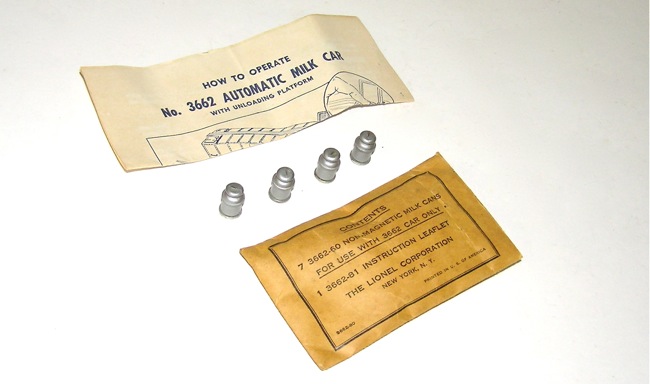 HOW TO OPERATE
No. 3662 AUTOMATIC MILK CAR
WITH UNLOADING PLATFORM
CONTENTS
7 3662-60 NON-MAGNETIC MILK CANS
FOR USE WITH 3662 CAR ONLY
1 3662-81 INSTRUCTION LEAFLET
THE LIONEL CORPORATION
NEW YORK, N. Y.
PRINTED IN U. S. OF AMERICA